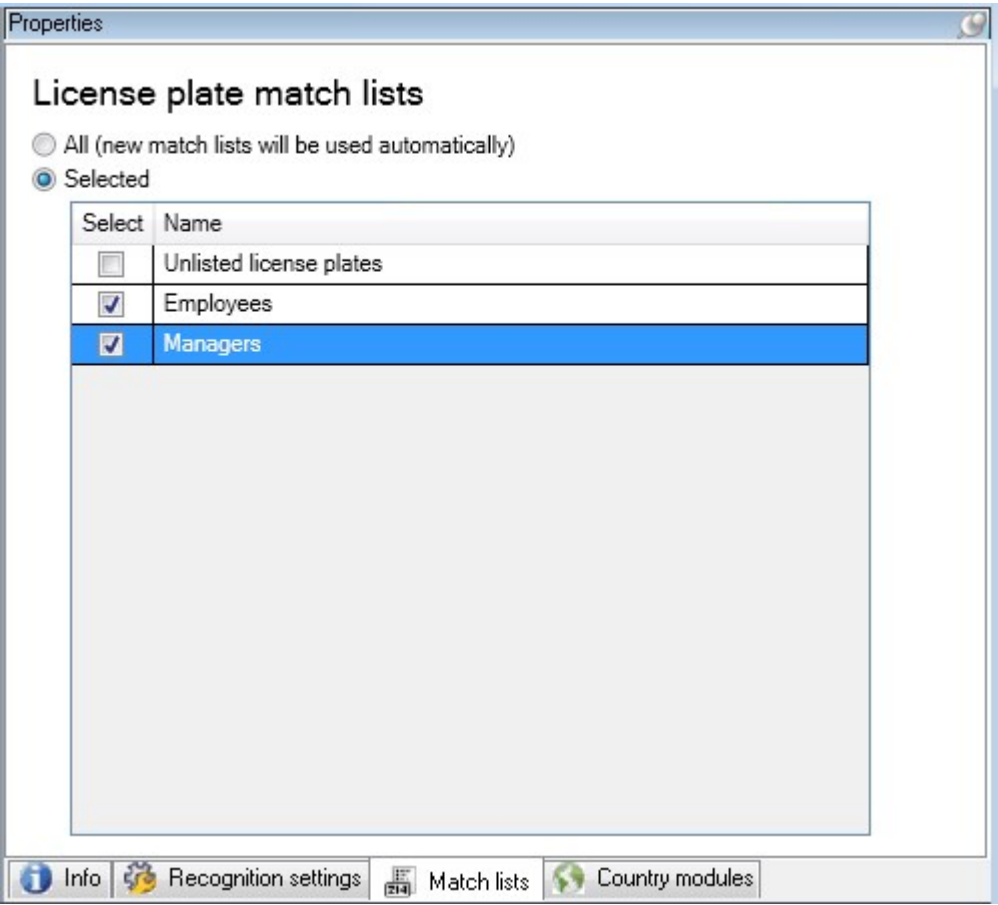 Properties
License plate match lists
All (new match lists will be used automatically)
Selected
Select Name
Unlisted license plates
Employees
Managers
Info Recognition settings 214 Match lists Country modules